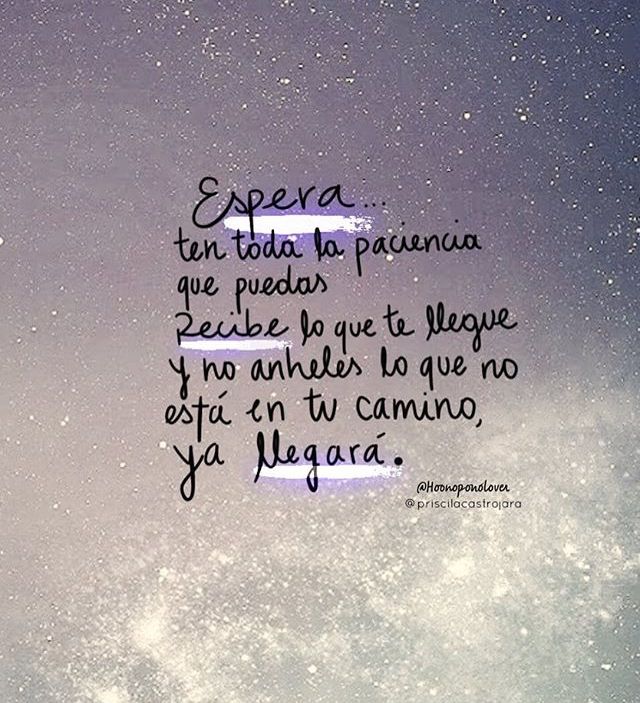 Espera...
ten toda la paciencia
que puedas
Recibe lo que te llegue
y no anheles lo que no
está en tu camino,
ya llegará.
@Hoonoponolover
@priscilacastrojara